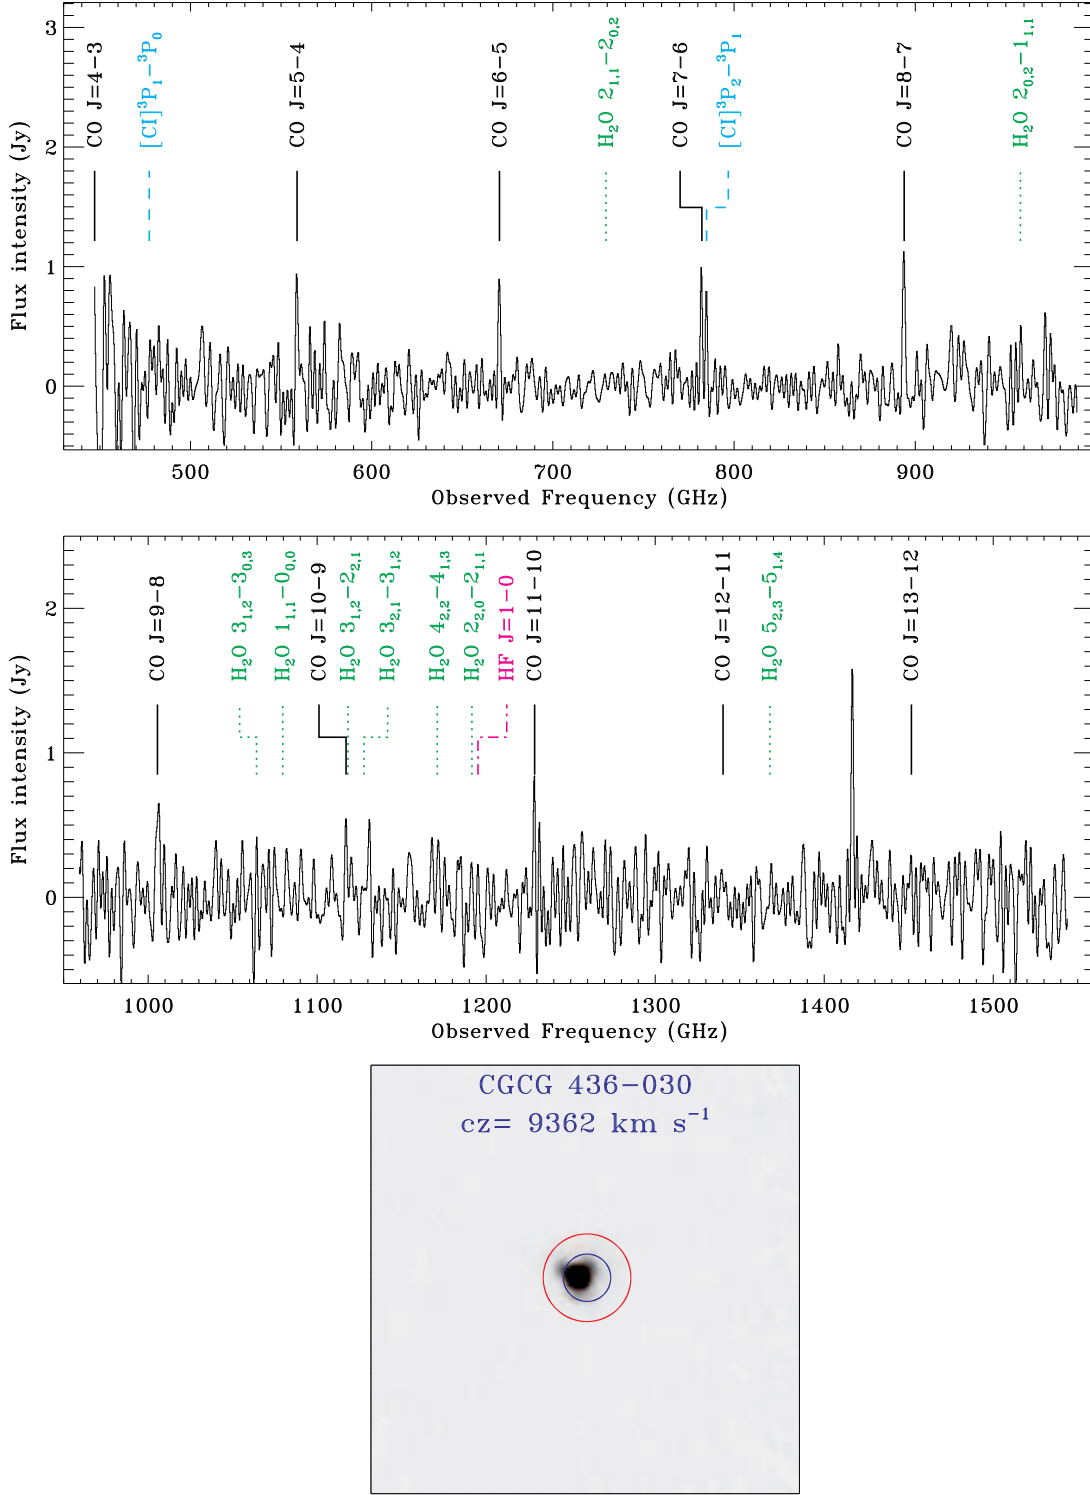 CO J=4−3
[CI]³P₁−³P₀
CO J=5−4
CO J=6−5
H₂O 2₁,₁−2₀,₂
CO J=7−6
[CI]³P₂−³P₁
CO J=8−7
H₂O 2₀,₂−1₁,₁
Flux intensity (Jy)
3
2
1
0
500
600
700
800
900
Observed Frequency (GHz)
CO J=9−8
H₂O 3₁,₂−3₀,₃
H₂O 1₁,₁−0₀,₀
CO J=10−9
H₂O 3₁,₂−2₂,₁
H₂O 3₂,₁−3₁,₂
H₂O 4₂,₂−4₁,₃
H₂O 2₂,₀−2₁,₁
HF J=1−0
CO J=11−10
CO J=12−11
H₂O 5₂,₃−5₁,₄
CO J=13−12
Flux intensity (Jy)
2
1
0
1000
1100
1200
1300
1400
1500
Observed Frequency (GHz)
CGCG 436−030
cz= 9362 km s⁻¹